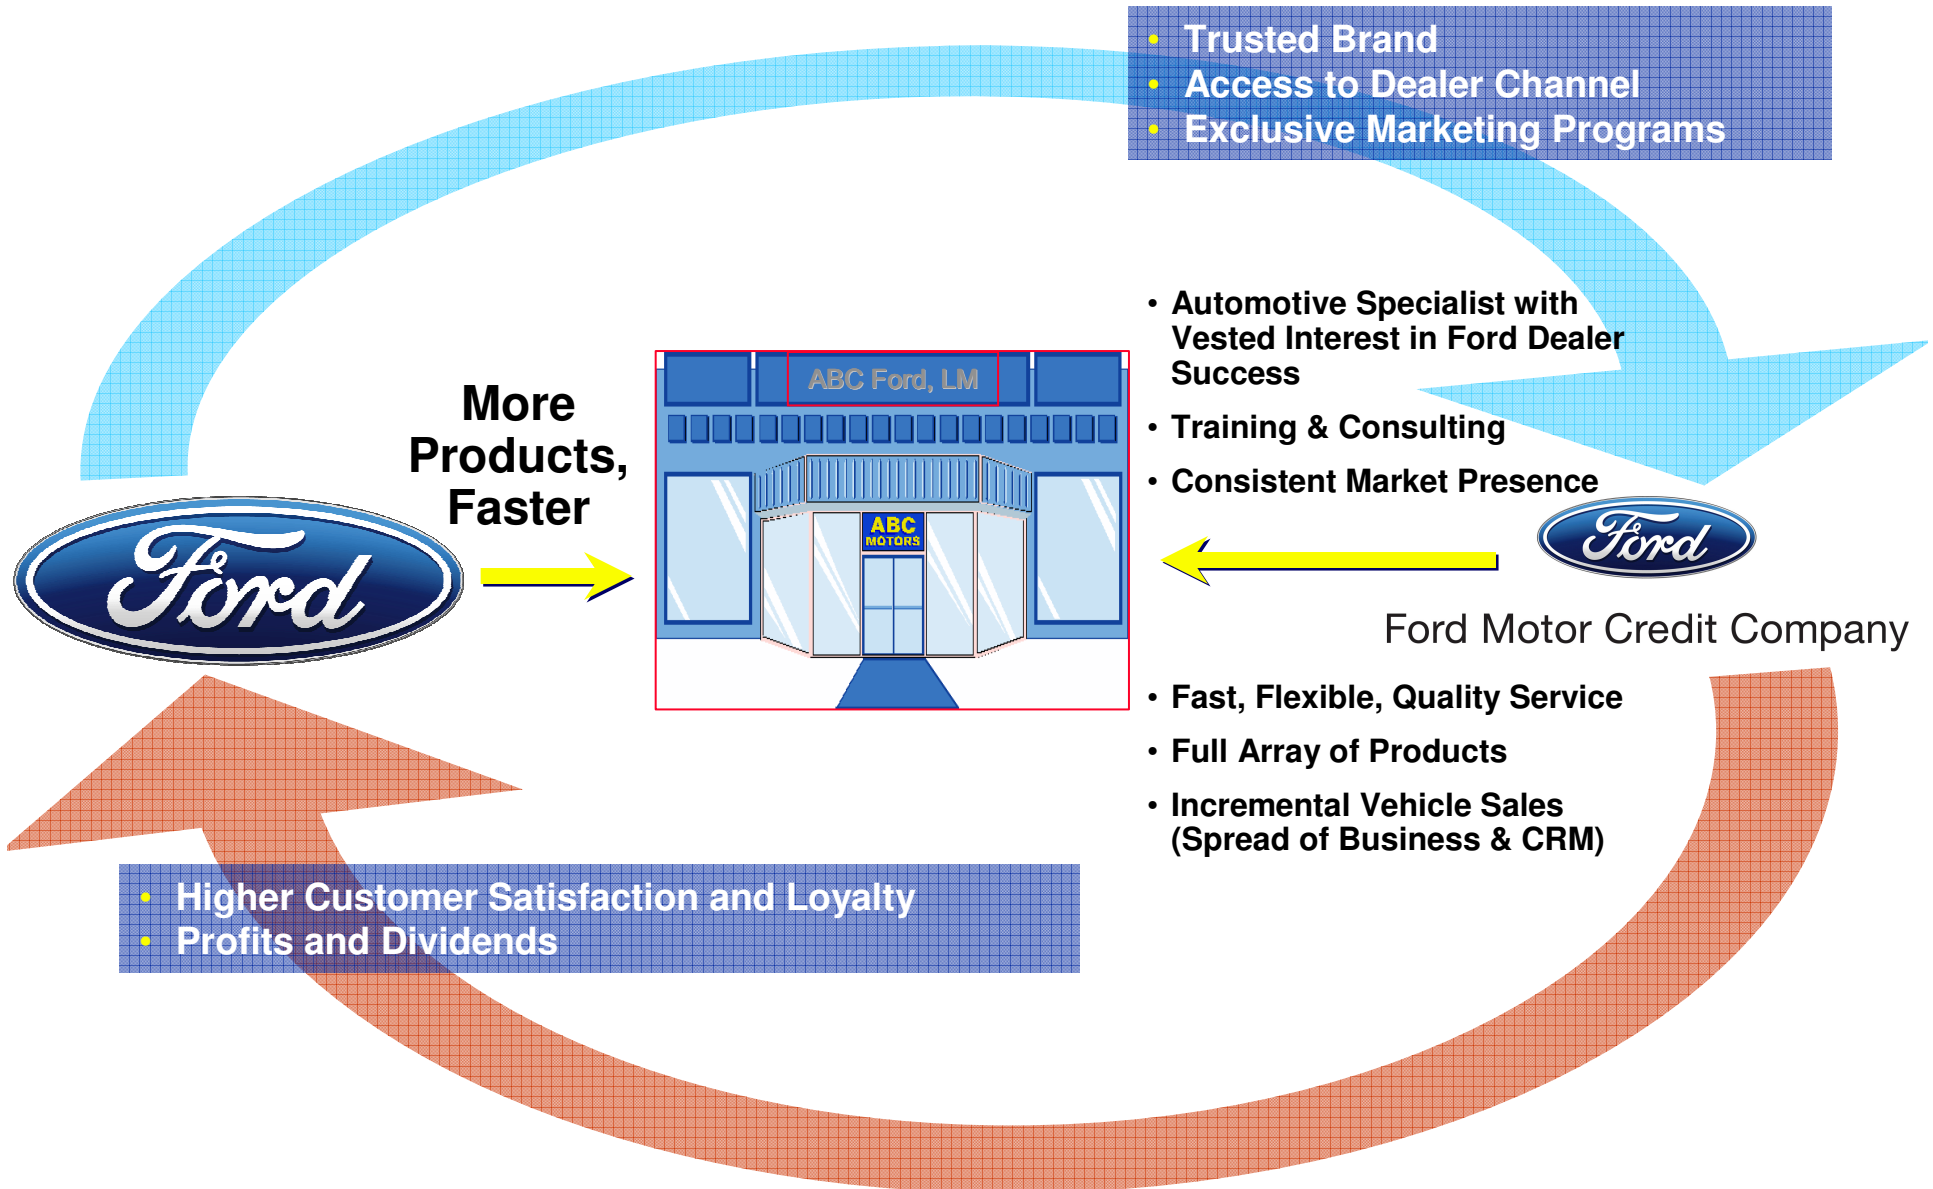 Trusted Brand
Access to Dealer Channel
Exclusive Marketing Programs
• Automotive Specialist with
Vested Interest in Ford Dealer
Success
• Training & Consulting
• Consistent Market Presence
More
Products,
Faster
ABC Ford, LM
ABC
MOTORS
Ford
Ford
Ford Motor Credit Company
• Fast, Flexible, Quality Service
• Full Array of Products
• Incremental Vehicle Sales
(Spread of Business & CRM)
• Higher Customer Satisfaction and Loyalty
• Profits and Dividends